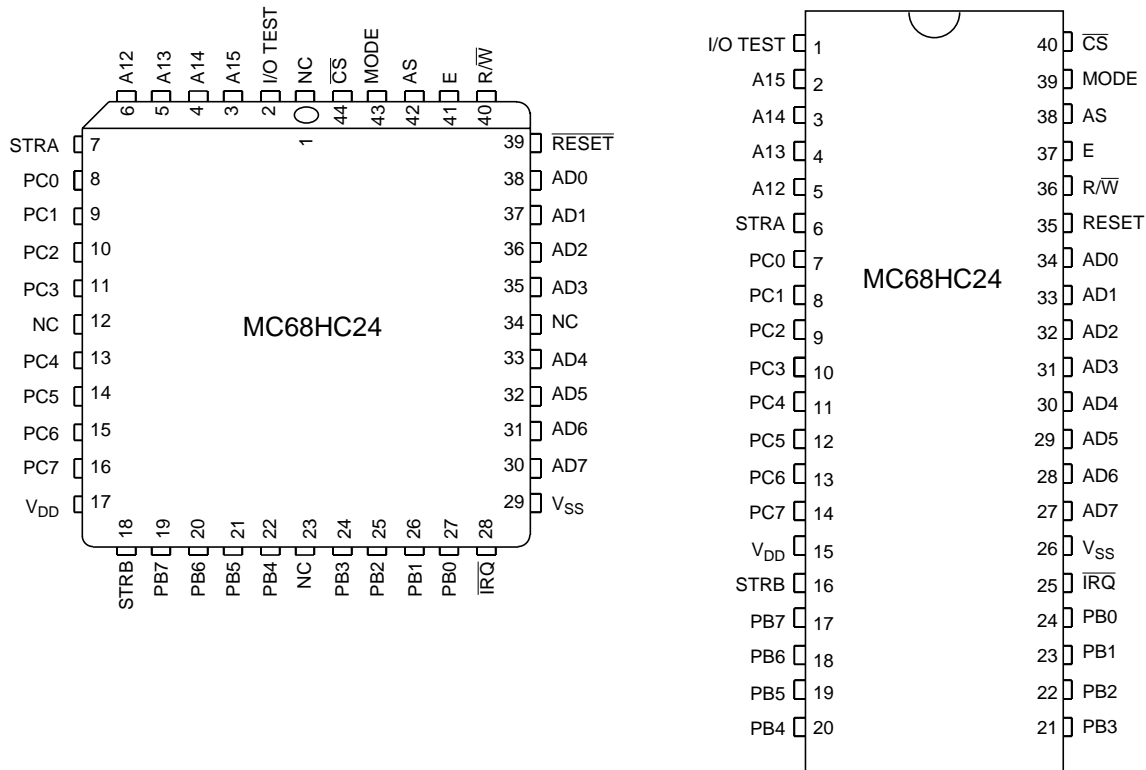 A12 A13 A14 A15 I/O TEST NC C̅S̅ MODE AS E R/W̅
6 5 4 3 2 1 44 43 42 41 40
STRA 7 39 R̅E̅S̅E̅T̅
PC0 8 38 AD0
PC1 9 37 AD1
PC2 10 36 AD2
PC3 11 35 AD3
NC 12 34 NC
MC68HC24
PC4 13 33 AD4
PC5 14 32 AD5
PC6 15 31 AD6
PC7 16 30 AD7
VDD 17 29 VSS
18 19 20 21 22 23 24 25 26 27 28
STRB PB7 PB6 PB5 PB4 NC PB3 PB2 PB1 PB0 I̅R̅Q̅
I/O TEST 1 40 C̅S̅
A15 2 39 MODE
A14 3 38 AS
A13 4 37 E
A12 5 36 R/W̅
STRA 6 35 RESET
PC0 7 34 AD0
MC68HC24
PC1 8 33 AD1
PC2 9 32 AD2
PC3 10 31 AD3
PC4 11 30 AD4
PC5 12 29 AD5
PC6 13 28 AD6
PC7 14 27 AD7
VDD 15 26 VSS
STRB 16 25 I̅R̅Q̅
PB7 17 24 PB0
PB6 18 23 PB1
PB5 19 22 PB2
PB4 20 21 PB3